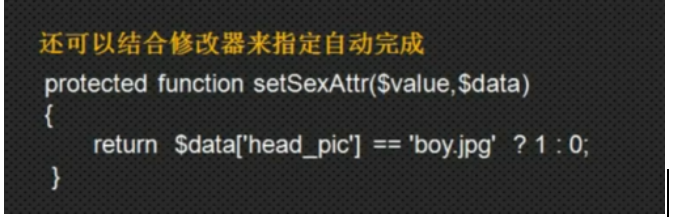 还可以结合修改器来指定自动完成
protected function setSexAttr($value,$data)
{
return $data['head_pic'] == 'boy.jpg' ? 1 : 0;
}